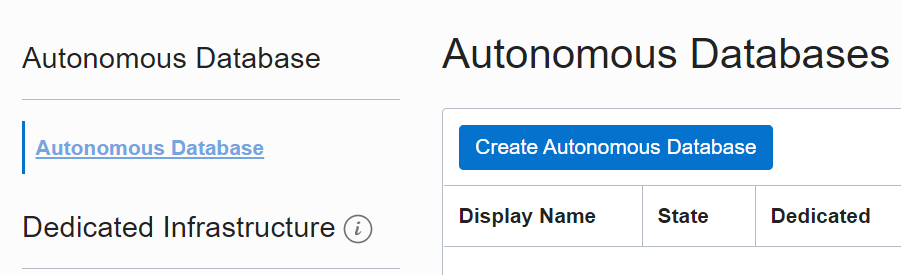 Autonomous Database
Autonomous Database
Dedicated Infrastructure i
Autonomous Databases
Create Autonomous Database
Display Name State Dedicated